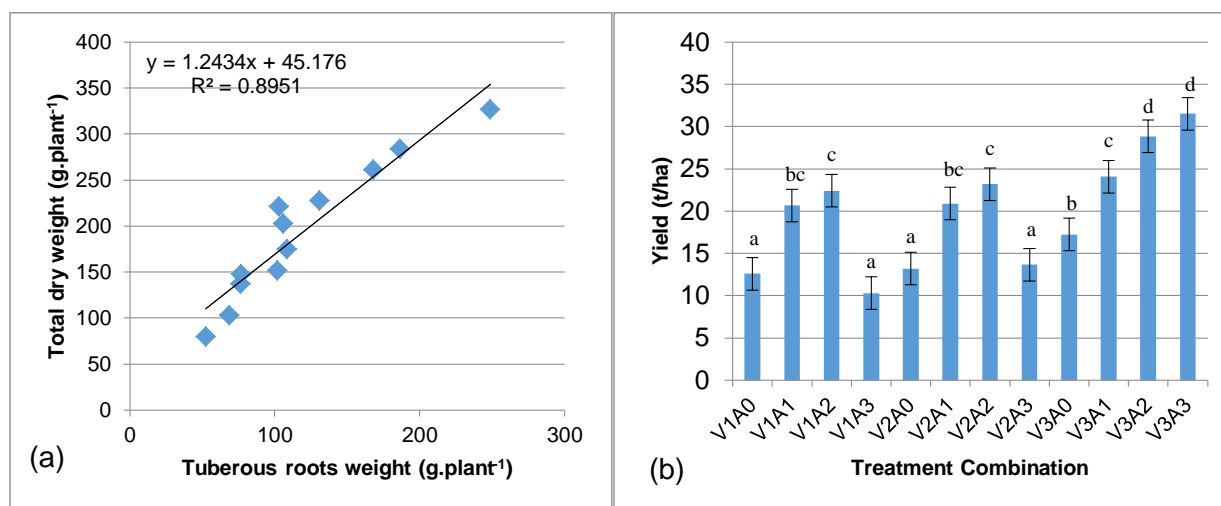 400
350
300
250
200
150
100
50
0
y = 1.2434x + 45.176
R² = 0.8951
Total dry weight (g.plant⁻¹)
0 100 200 300
(a)
Tuberous roots weight (g.plant⁻¹)
40
35
30
25
20
15
10
5
0
Yield (t/ha)
a bc c a a bc c a b c d d
V1A0 V1A1 V1A2 V1A3 V2A0 V2A1 V2A2 V2A3 V3A0 V3A1 V3A2 V3A3
(b)
Treatment Combination